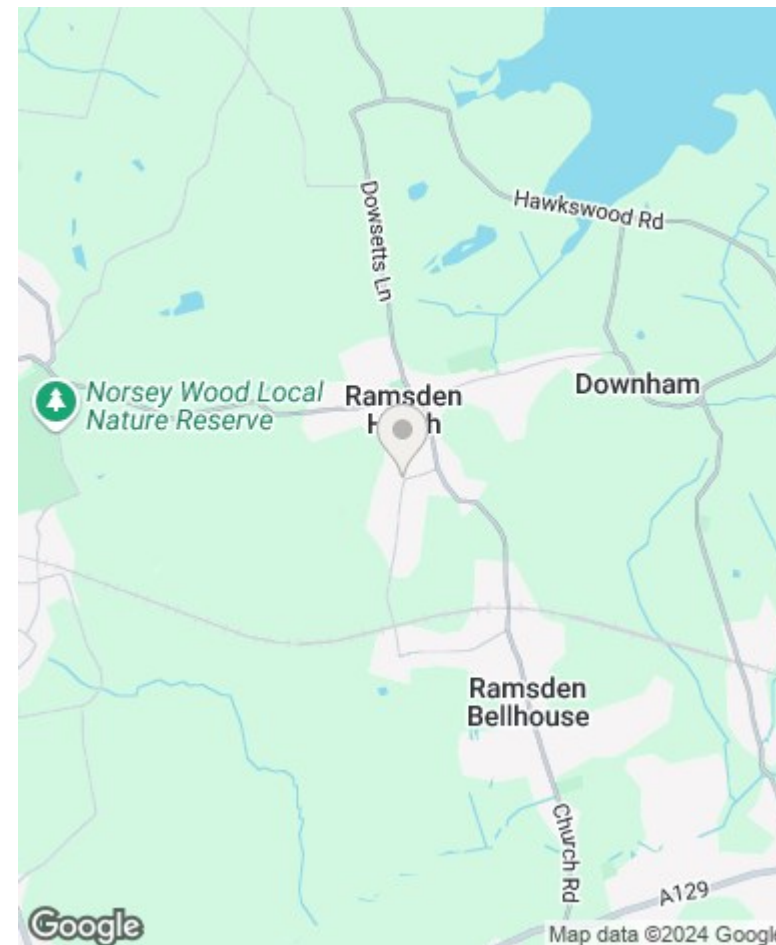 Dowsetts Ln
Hawkswood Rd
Norsey Wood Local
Nature Reserve
Ramsden
Downham
Ramsden
Bellhouse
Church Rd
A129
Google
Map data ©2024 Google